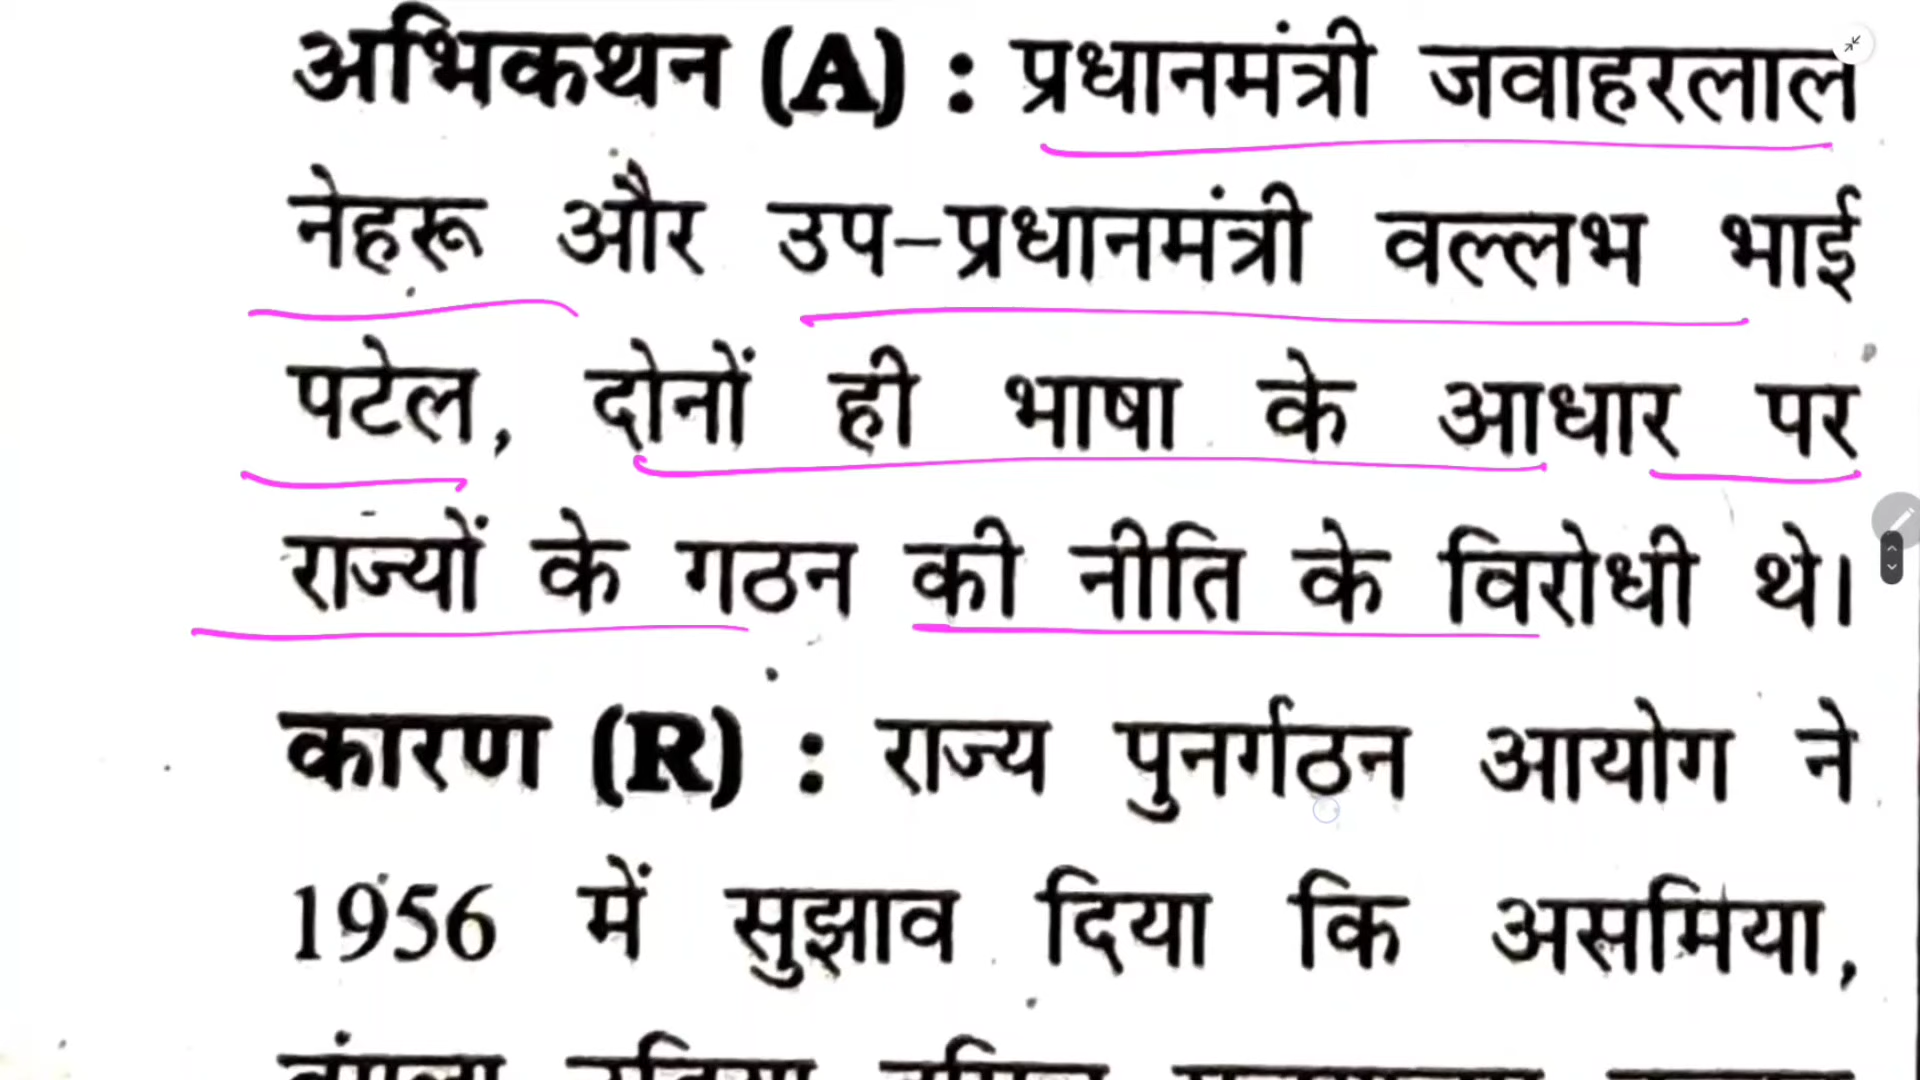 अभिकथन (A) : प्रधानमंत्री जवाहरलाल
नेहरू और उप-प्रधानमंत्री वल्लभ भाई
पटेल, दोनों ही भाषा के आधार पर
राज्यों के गठन की नीति के विरोधी थे।
कारण (R) : राज्य पुनर्गठन आयोग ने
1956 में सुझाव दिया कि असमिया,